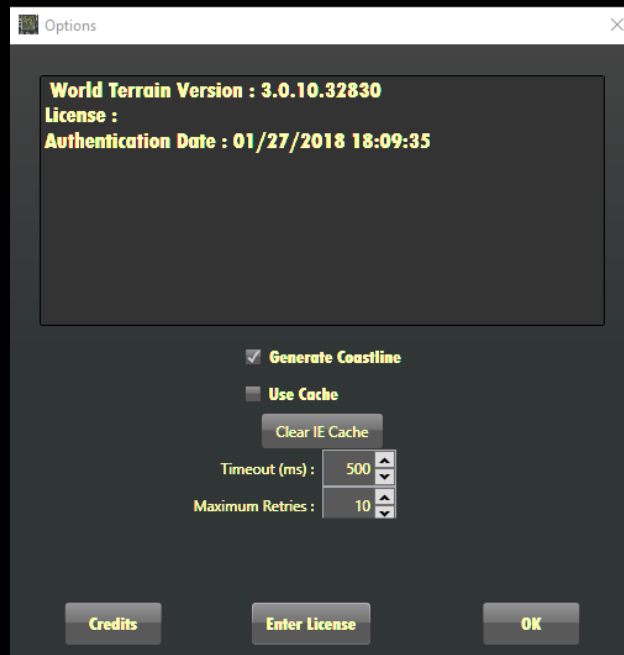 Options
World Terrain Version : 3.0.10.32830
License :
Authentication Date : 01/27/2018 18:09:35
Generate Coastline
Use Cache
Clear IE Cache
Timeout (ms) : 500
Maximum Retries : 10
Credits Enter License OK